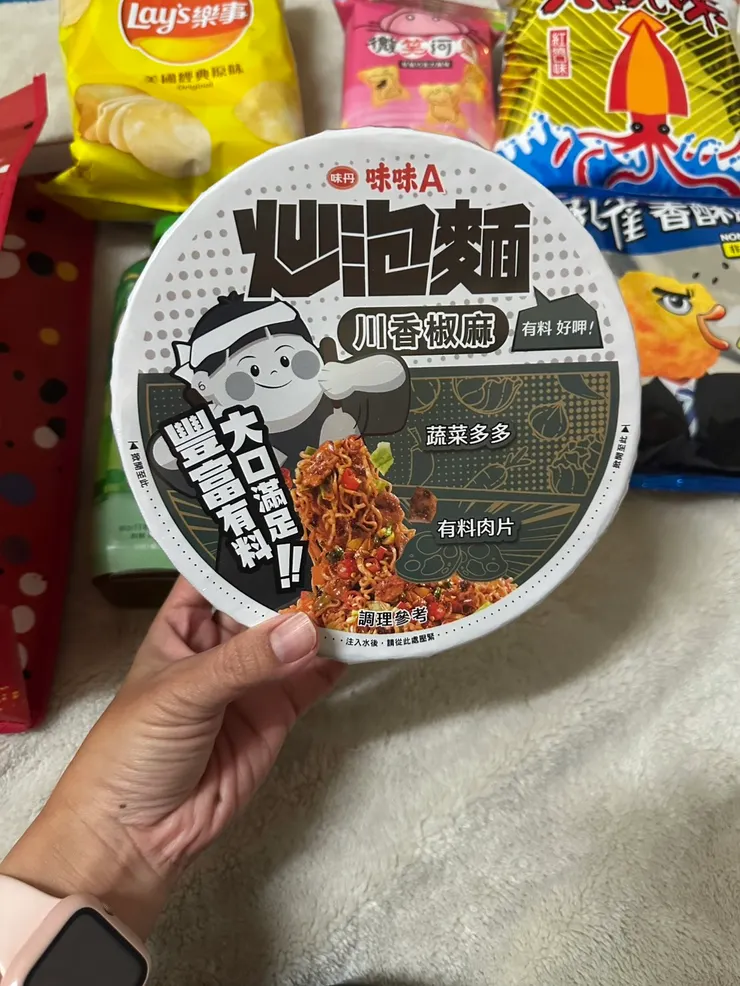 Lay's 樂事
美國經典原味
Original
紅燒味
香酥
味丹 味味A
炒泡麵
川香椒麻
有料 好呷!
大口滿足
豐富有料!!
蔬菜多多
有料肉片
調理參考
注入水後，請從此處壓緊
撕開至此
撕開至此